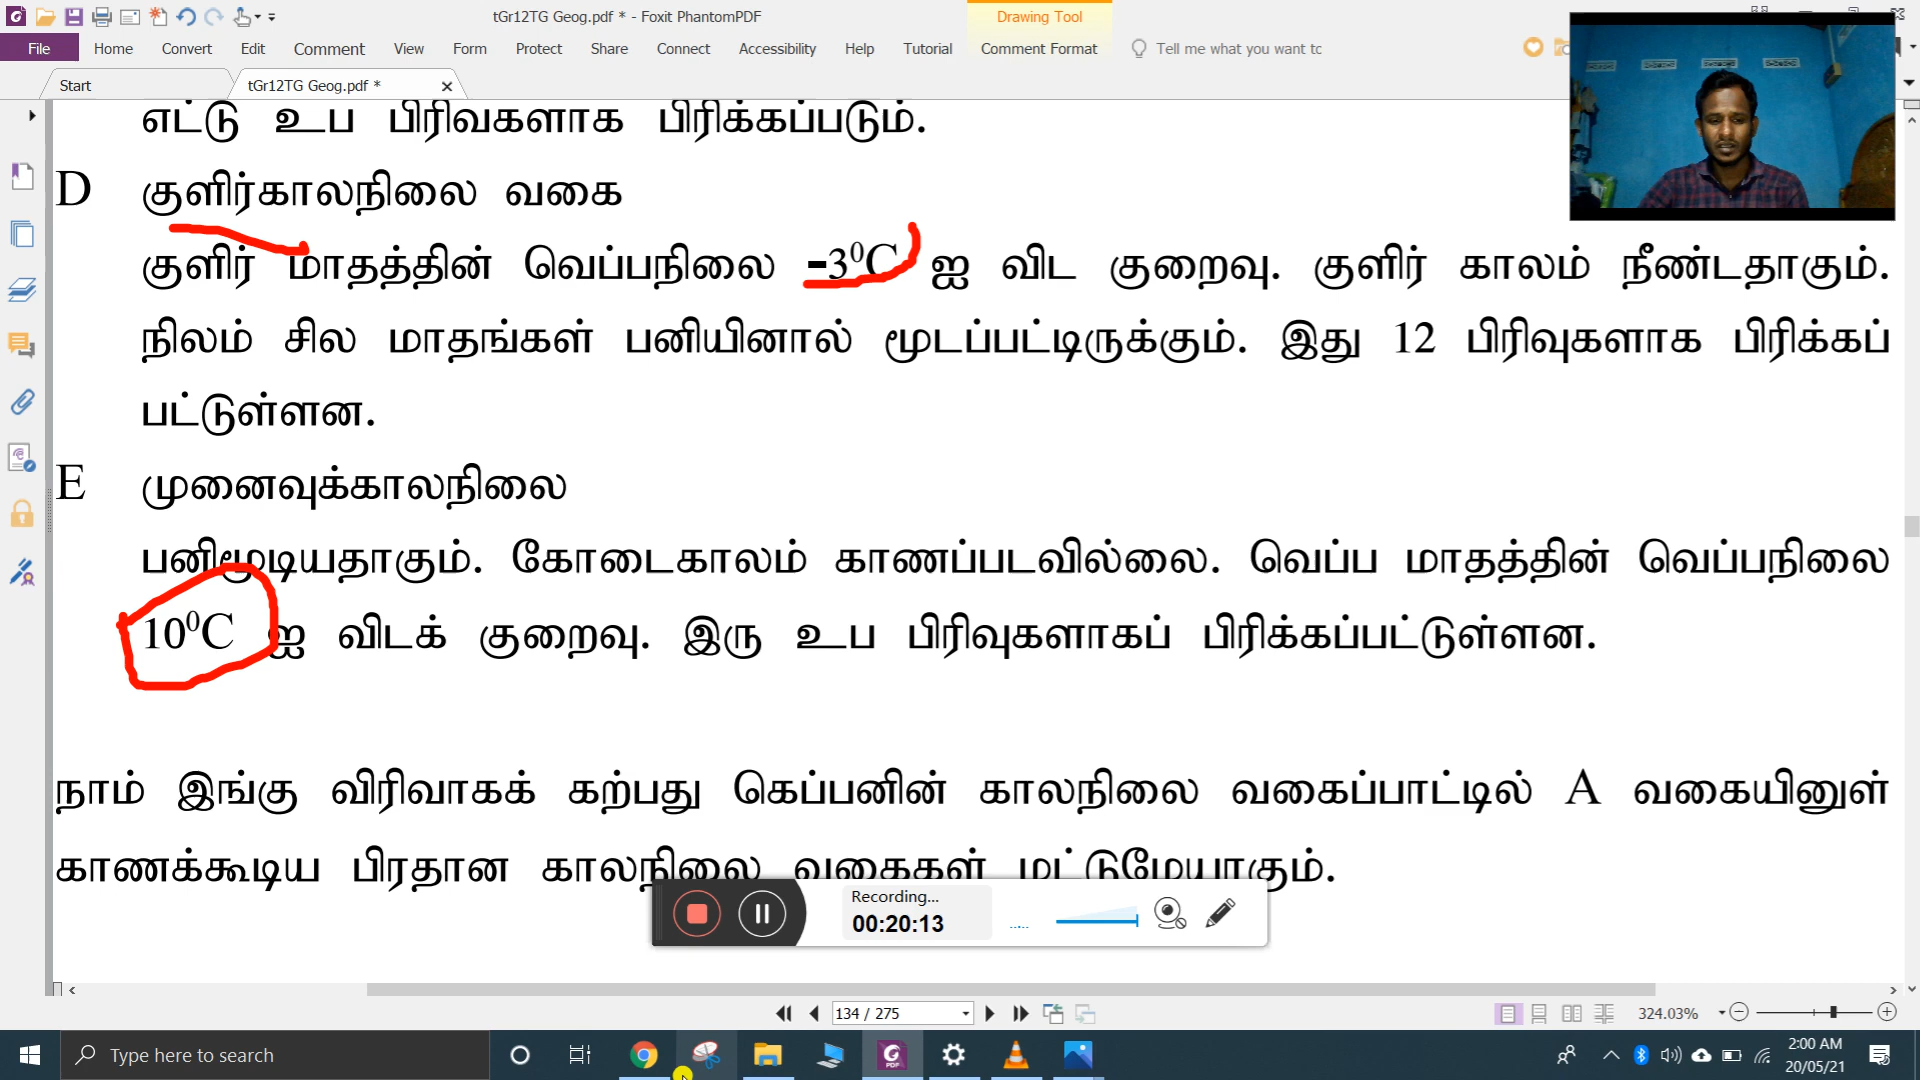 tGr12TG Geog.pdf * - Foxit PhantomPDF
Drawing Tool
File Home Convert Edit Comment View Form Protect Share Connect Accessibility Help Tutorial Comment Format Tell me what you want tc
Start tGr12TG Geog.pdf *
எட்டு உப பிரிவகளாக பிரிக்கப்படும்.
D குளிர்காலநிலை வகை
குளிர் மாதத்தின் வெப்பநிலை -3⁰C ஐ விட குறைவு. குளிர் காலம் நீண்டதாகும்.
நிலம் சில மாதங்கள் பனியினால் மூடப்பட்டிருக்கும். இது 12 பிரிவுகளாக பிரிக்கப்
பட்டுள்ளன.
E முனைவுக்காலநிலை
பனிமூடியதாகும். கோடைகாலம் காணப்படவில்லை. வெப்ப மாதத்தின் வெப்பநிலை
10⁰C ஐ விடக் குறைவு. இரு உப பிரிவுகளாகப் பிரிக்கப்பட்டுள்ளன.
நாம் இங்கு விரிவாகக் கற்பது கெப்பனின் காலநிலை வகைப்பாட்டில் A வகையினுள்
காணக்கூடிய பிரதான காலநிலை வகைகள் மட்டுமேயாகும்.
Recording...
00:20:13
134 / 275
324.03%
Type here to search
2:00 AM
20/05/21